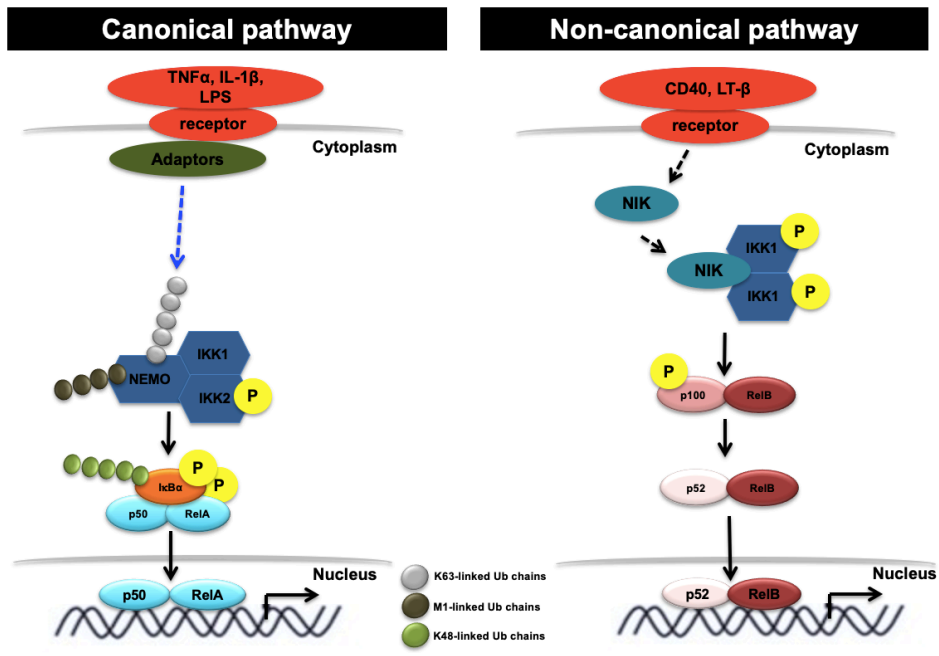 Canonical pathway
TNFα, IL-1β,
LPS
receptor
Adaptors
Cytoplasm
NEMO
IKK1
IKK2
P
P
P
IκBα
p50
RelA
Nucleus
p50
RelA
K63-linked Ub chains
M1-linked Ub chains
K48-linked Ub chains
Non-canonical pathway
CD40, LT-β
receptor
Cytoplasm
NIK
NIK
IKK1
P
IKK1
P
P
p100
RelB
p52
RelB
Nucleus
p52
RelB